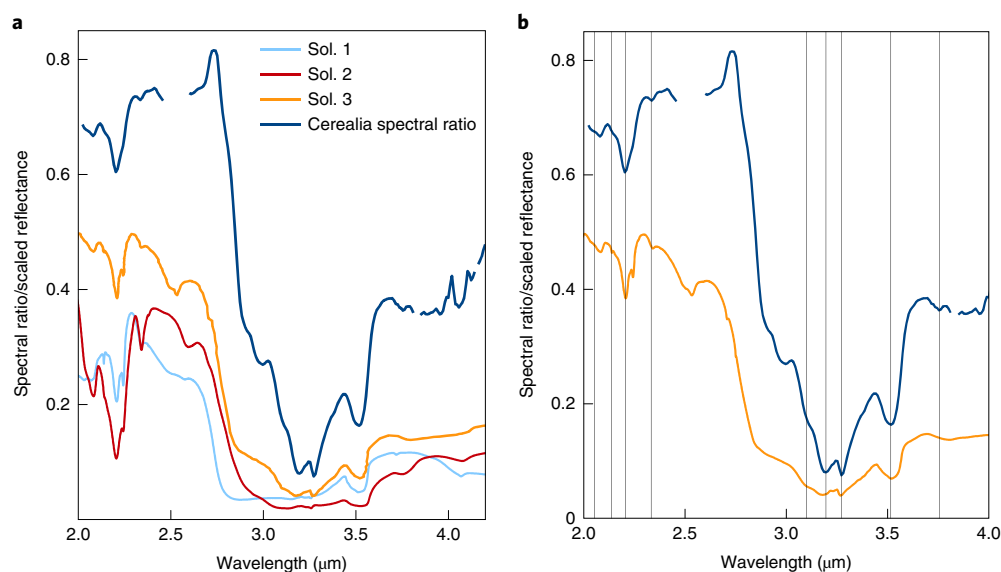 a
Sol. 1
Sol. 2
Sol. 3
Cerealia spectral ratio
Spectral ratio/scaled reflectance
0.8
0.6
0.4
0.2
2.0 2.5 3.0 3.5 4.0
Wavelength (μm)
b
Spectral ratio/scaled reflectance
0.8
0.6
0.4
0.2
0
2.0 2.5 3.0 3.5 4.0
Wavelength (μm)